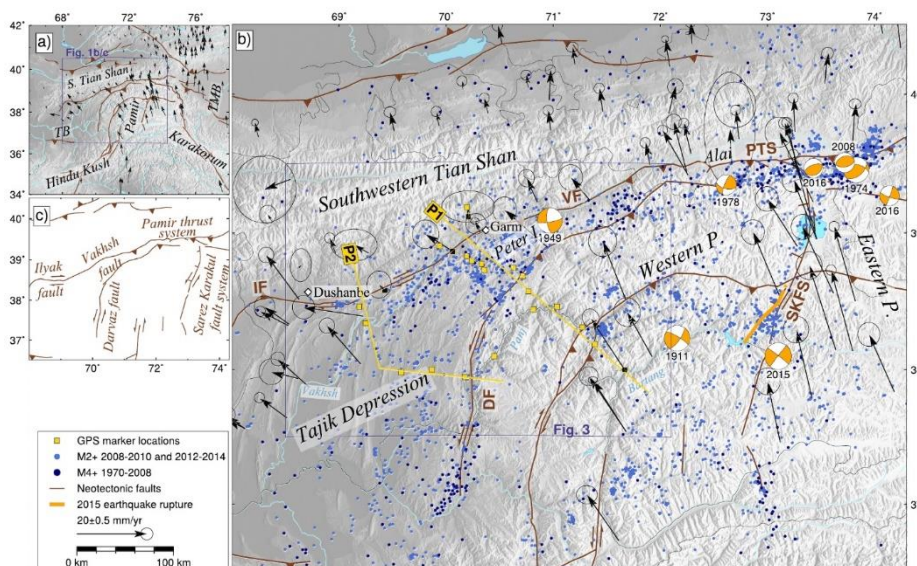 68° 72° 76°
42°
40°
38°
36°
34
a)
Fig. 1b/c
S. Tian Shan
Pamir
TMB
TB
Hindu Kush
Karakorum
40°
39°
38°
37°
70° 72° 74°
c)
Pamir thrust
system
Vakhsh
fault
Ilyak
fault
Darvaz fault
Sarez Karakul
fault system
GPS marker locations
M2+ 2008-2010 and 2012-2014
M4+ 1970-2008
Neotectonic faults
2015 earthquake rupture
20±0.5 mm/yr
0 km 100 km
69° 70° 71° 72° 73° 74°
b)
Southwestern Tian Shan
Alai
PTS
2008
2016
1974
1978
2016
VF
P1
Garm
Peter I.
1949
P2
Western P
Eastern P.
IF
Dushanbe
SKFS
Panj
1911
2015
Bartang
Vakhsh
Tajik Depression
DF
Fig. 3
3
3
3